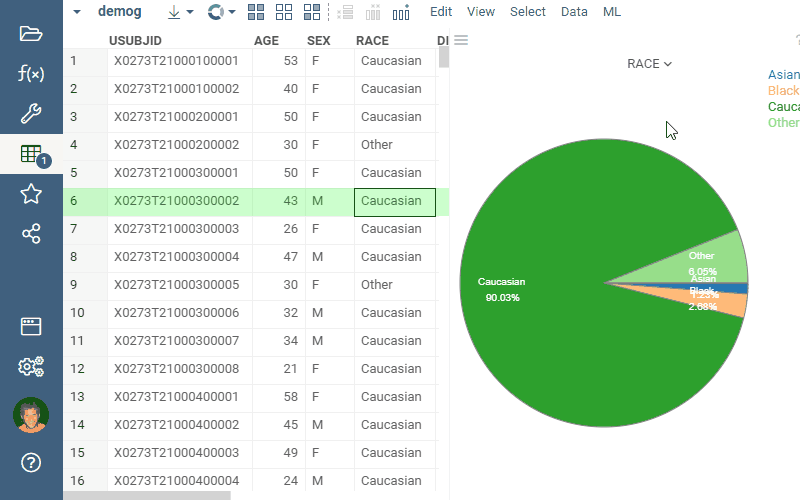 demog Edit View Select Data ML
USUBJID AGE SEX RACE DI
RACE
1 X0273T21000100001 53 F Caucasian
2 X0273T21000100002 40 F Caucasian
3 X0273T21000200001 50 F Caucasian
4 X0273T21000200002 30 F Other
5 X0273T21000300001 50 F Caucasian
6 X0273T21000300002 43 M Caucasian
7 X0273T21000300003 26 F Caucasian
8 X0273T21000300004 47 M Caucasian
9 X0273T21000300005 30 F Other
10 X0273T21000300006 32 M Caucasian
11 X0273T21000300007 34 M Caucasian
12 X0273T21000300008 21 F Caucasian
13 X0273T21000400001 58 F Caucasian
14 X0273T21000400002 45 M Caucasian
15 X0273T21000400003 49 F Caucasian
16 X0273T21000400004 24 M Caucasian
f(x)
1
Asian
Black
Cauca
Other
Other
6.05%
Asian
Black
2.68%
Caucasian
90.03%